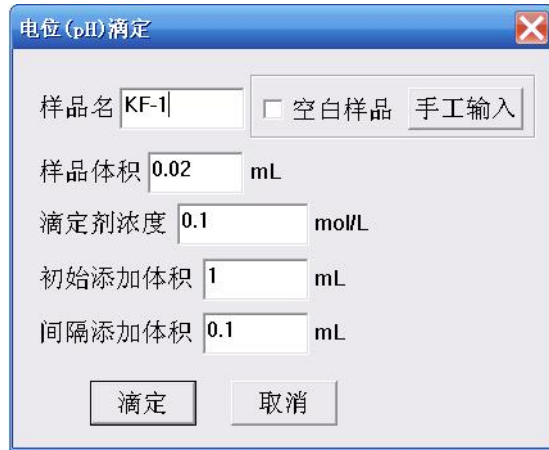 电位(pH)滴定
样品名 KF-1 空白样品 手工输入
样品体积 0.02 mL
滴定剂浓度 0.1 mol/L
初始添加体积 1 mL
间隔添加体积 0.1 mL
滴定 取消